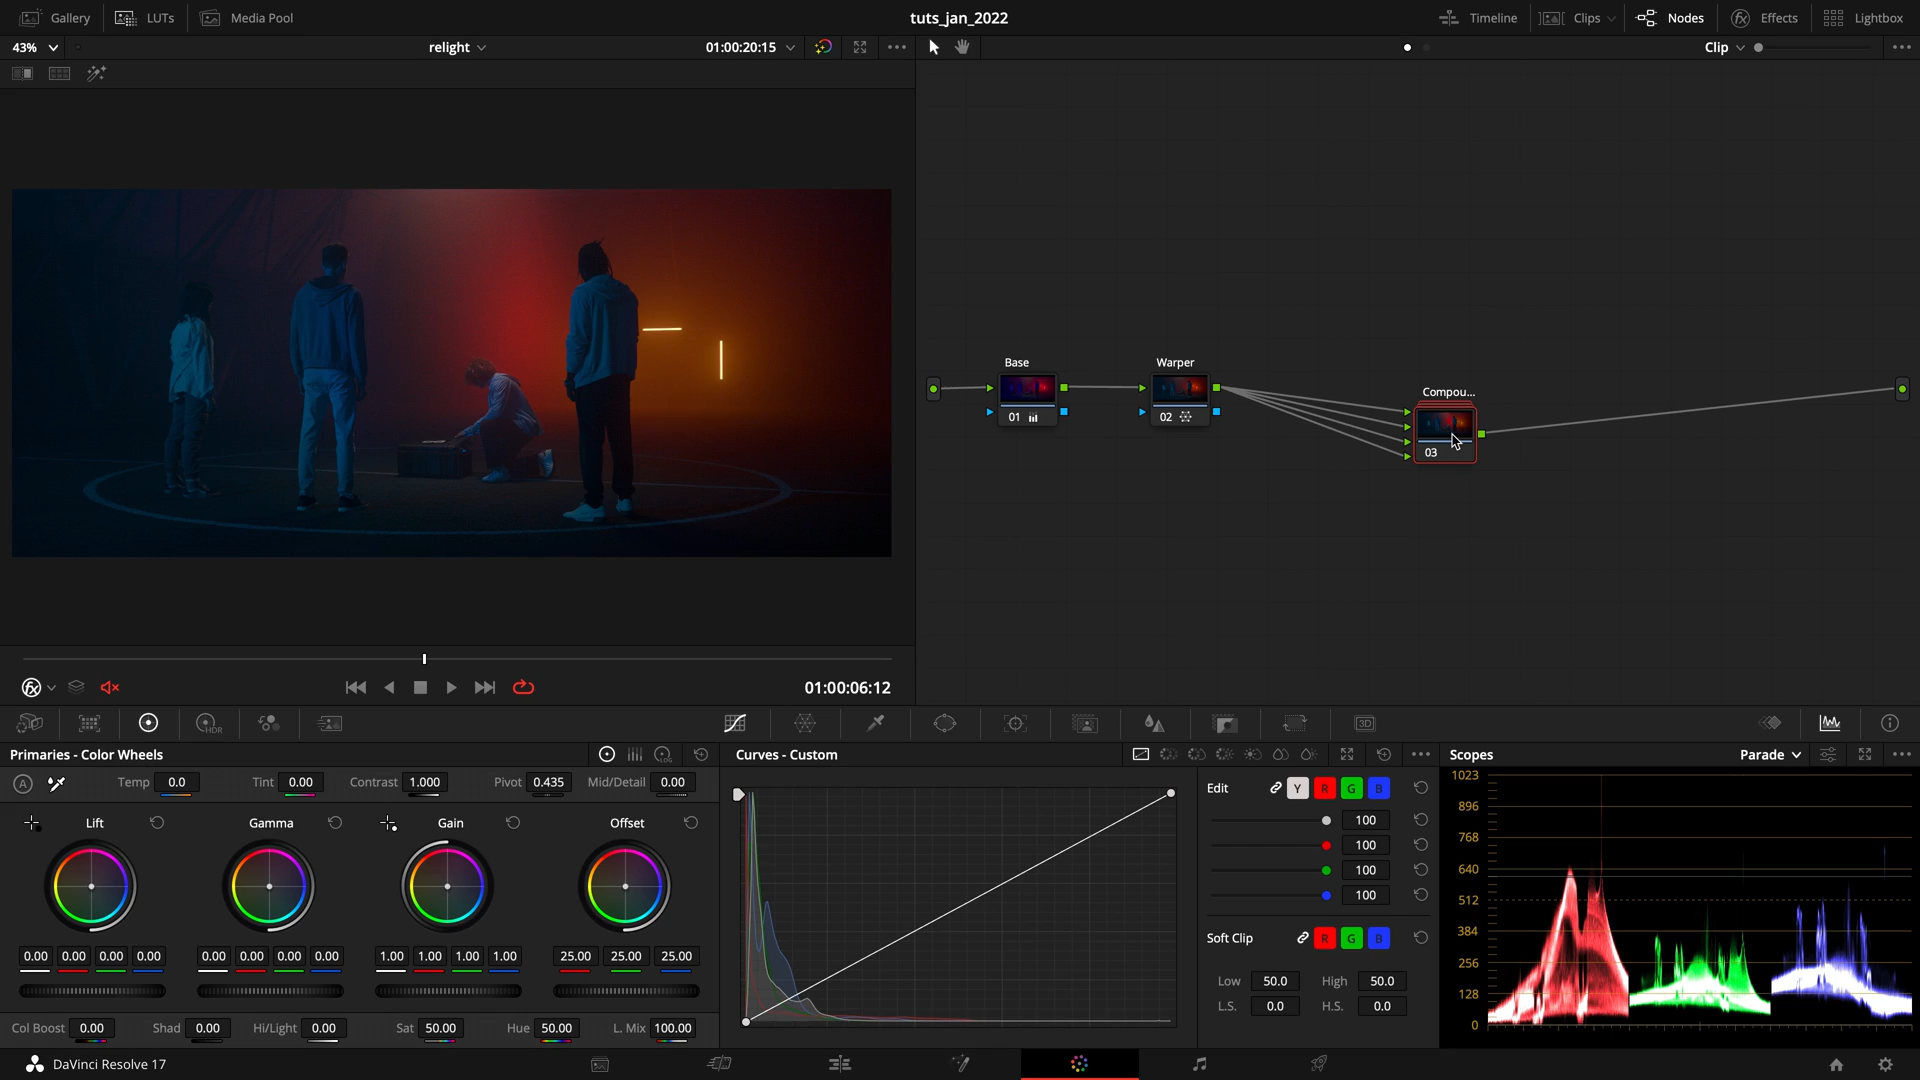 Gallery LUTs Media Pool tuts_jan_2022 Timeline Clips Nodes Effects Lightbox
43% relight 01:00:20:15 Clip
Base Warper Compou...
01 02 03
01:00:06:12
HDR 3D
Primaries - Color Wheels Curves - Custom Scopes Parade
LOG
A Temp 0.0 Tint 0.00 Contrast 1.000 Pivot 0.435 Mid/Detail 0.00
Lift Gamma Gain Offset
0.00 0.00 0.00 0.00 0.00 0.00 0.00 0.00 1.00 1.00 1.00 1.00 25.00 25.00 25.00
Col Boost 0.00 Shad 0.00 Hi/Light 0.00 Sat 50.00 Hue 50.00 L. Mix 100.00
Edit Y R G B
100
100
100
100
Soft Clip R G B
Low 50.0 High 50.0
L.S. 0.0 H.S. 0.0
1023
896
768
640
512
384
256
128
0
DaVinci Resolve 17